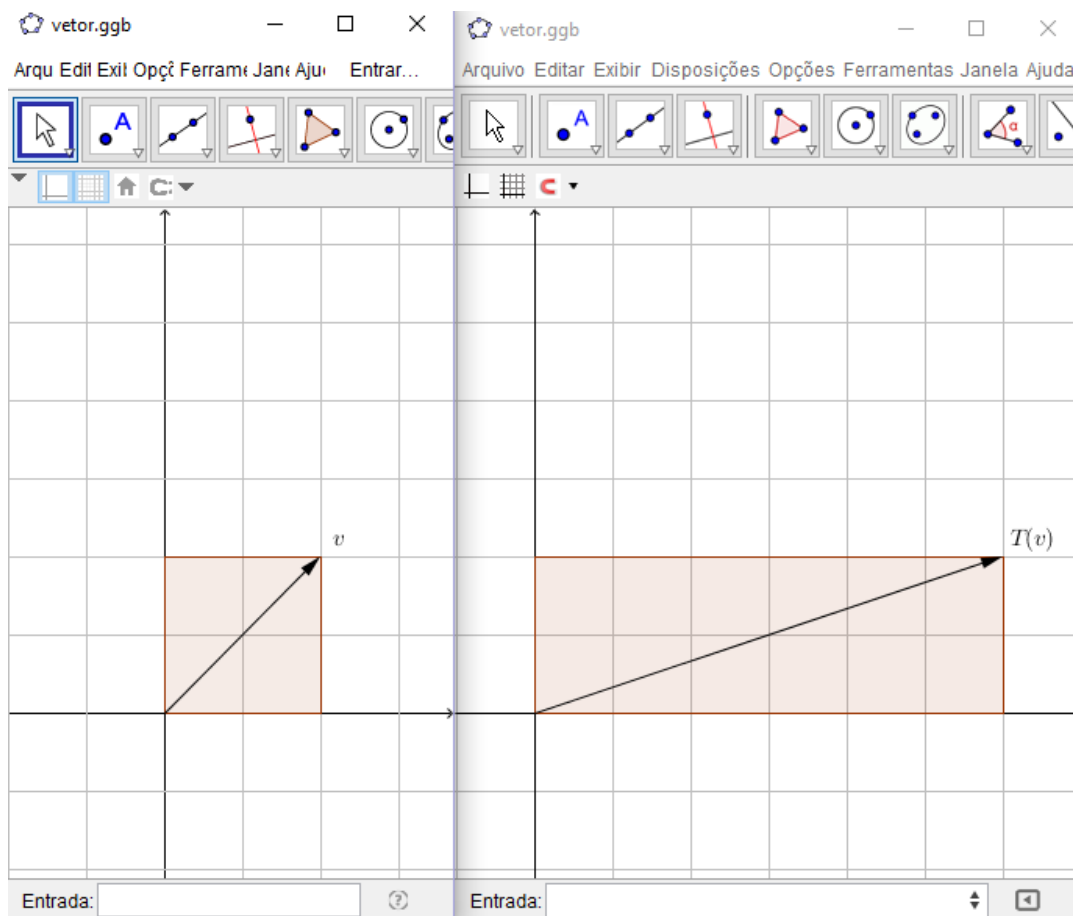 vetor.ggb
Arqu Edit Exil Opçõ Ferrame Jane Aju Entrar...
A
v
Entrada:
vetor.ggb
Arquivo Editar Exibir Disposições Opções Ferramentas Janela Ajuda
A
α
T(v)
Entrada: